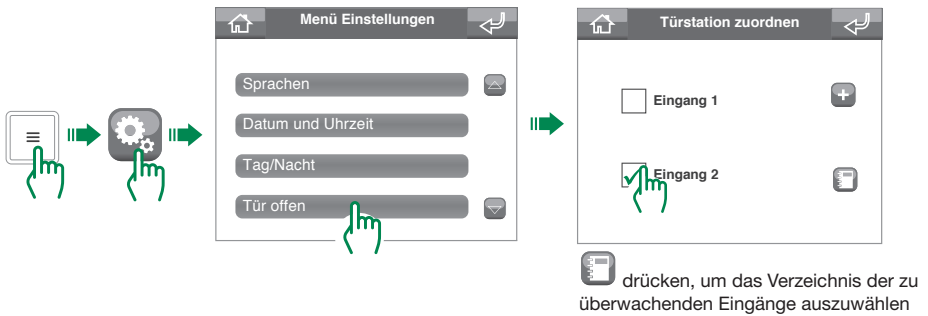 Menü Einstellungen
Sprachen
Datum und Uhrzeit
Tag/Nacht
Tür offen
Türstation zuordnen
Eingang 1
Eingang 2
drücken, um das Verzeichnis der zu
überwachenden Eingänge auszuwählen